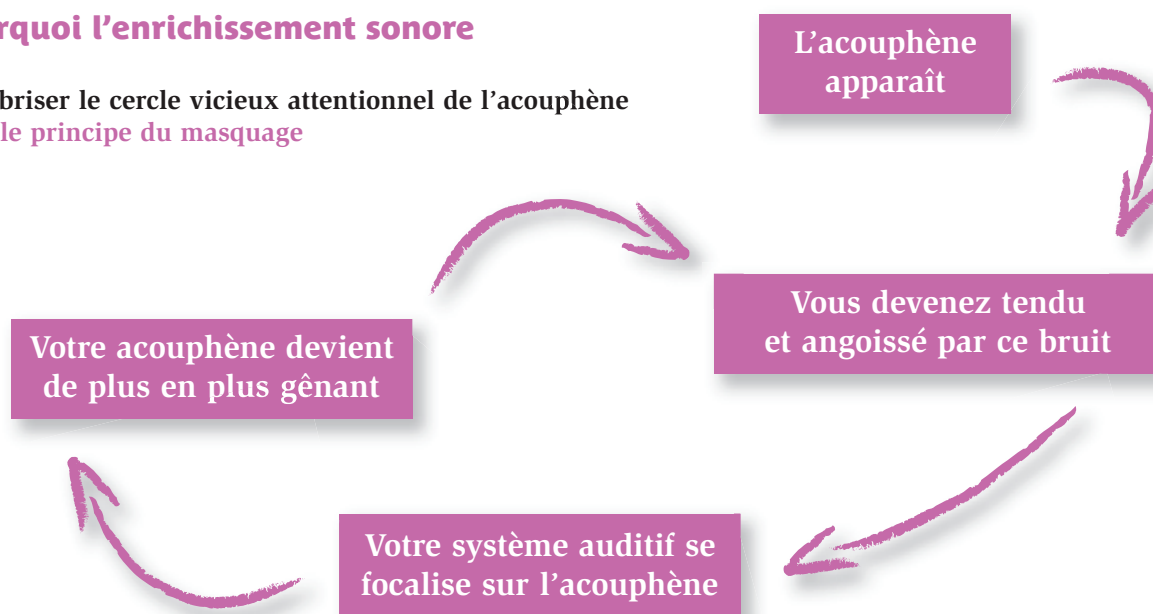 rquoi l'enrichissement sonore
briser le cercle vicieux attentionnel de l'acouphène
le principe du masquage
L'acouphène
apparaît
Vous devenez tendu
et angoissé par ce bruit
Votre acouphène devient
de plus en plus gênant
Votre système auditif se
focalise sur l'acouphène